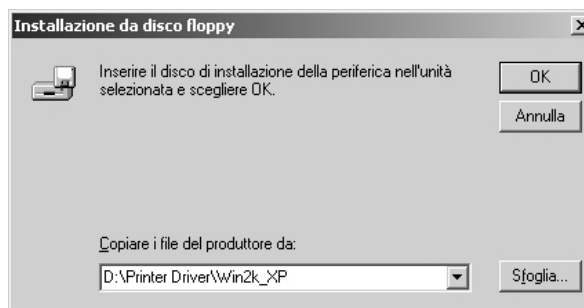 Installazione da disco floppy
Inserire il disco di installazione della periferica nell'unità
selezionata e scegliere OK.
OK
Annulla
Copiare i file del produttore da:
D:\Printer Driver\Win2k_XP
Sfoglia...